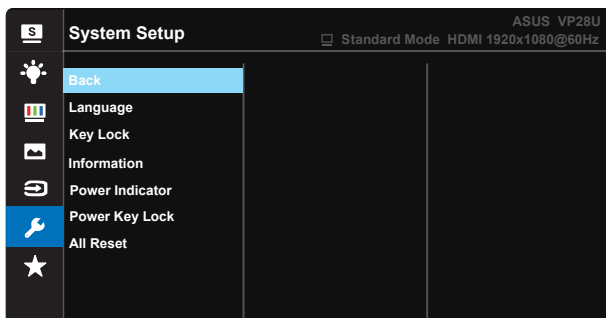 S
System Setup
ASUS VP28U
Standard Mode HDMI 1920x1080@60Hz
Back
Language
Key Lock
Information
Power Indicator
Power Key Lock
All Reset